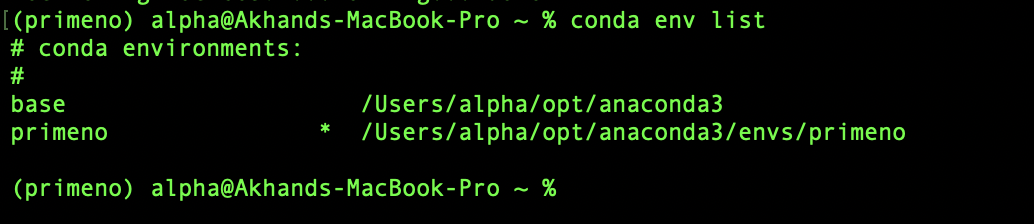 [(primeno) alpha@Akhands-MacBook-Pro ~ % conda env list
# conda environments:
#
base                     /Users/alpha/opt/anaconda3
primeno               *  /Users/alpha/opt/anaconda3/envs/primeno
(primeno) alpha@Akhands-MacBook-Pro ~ %